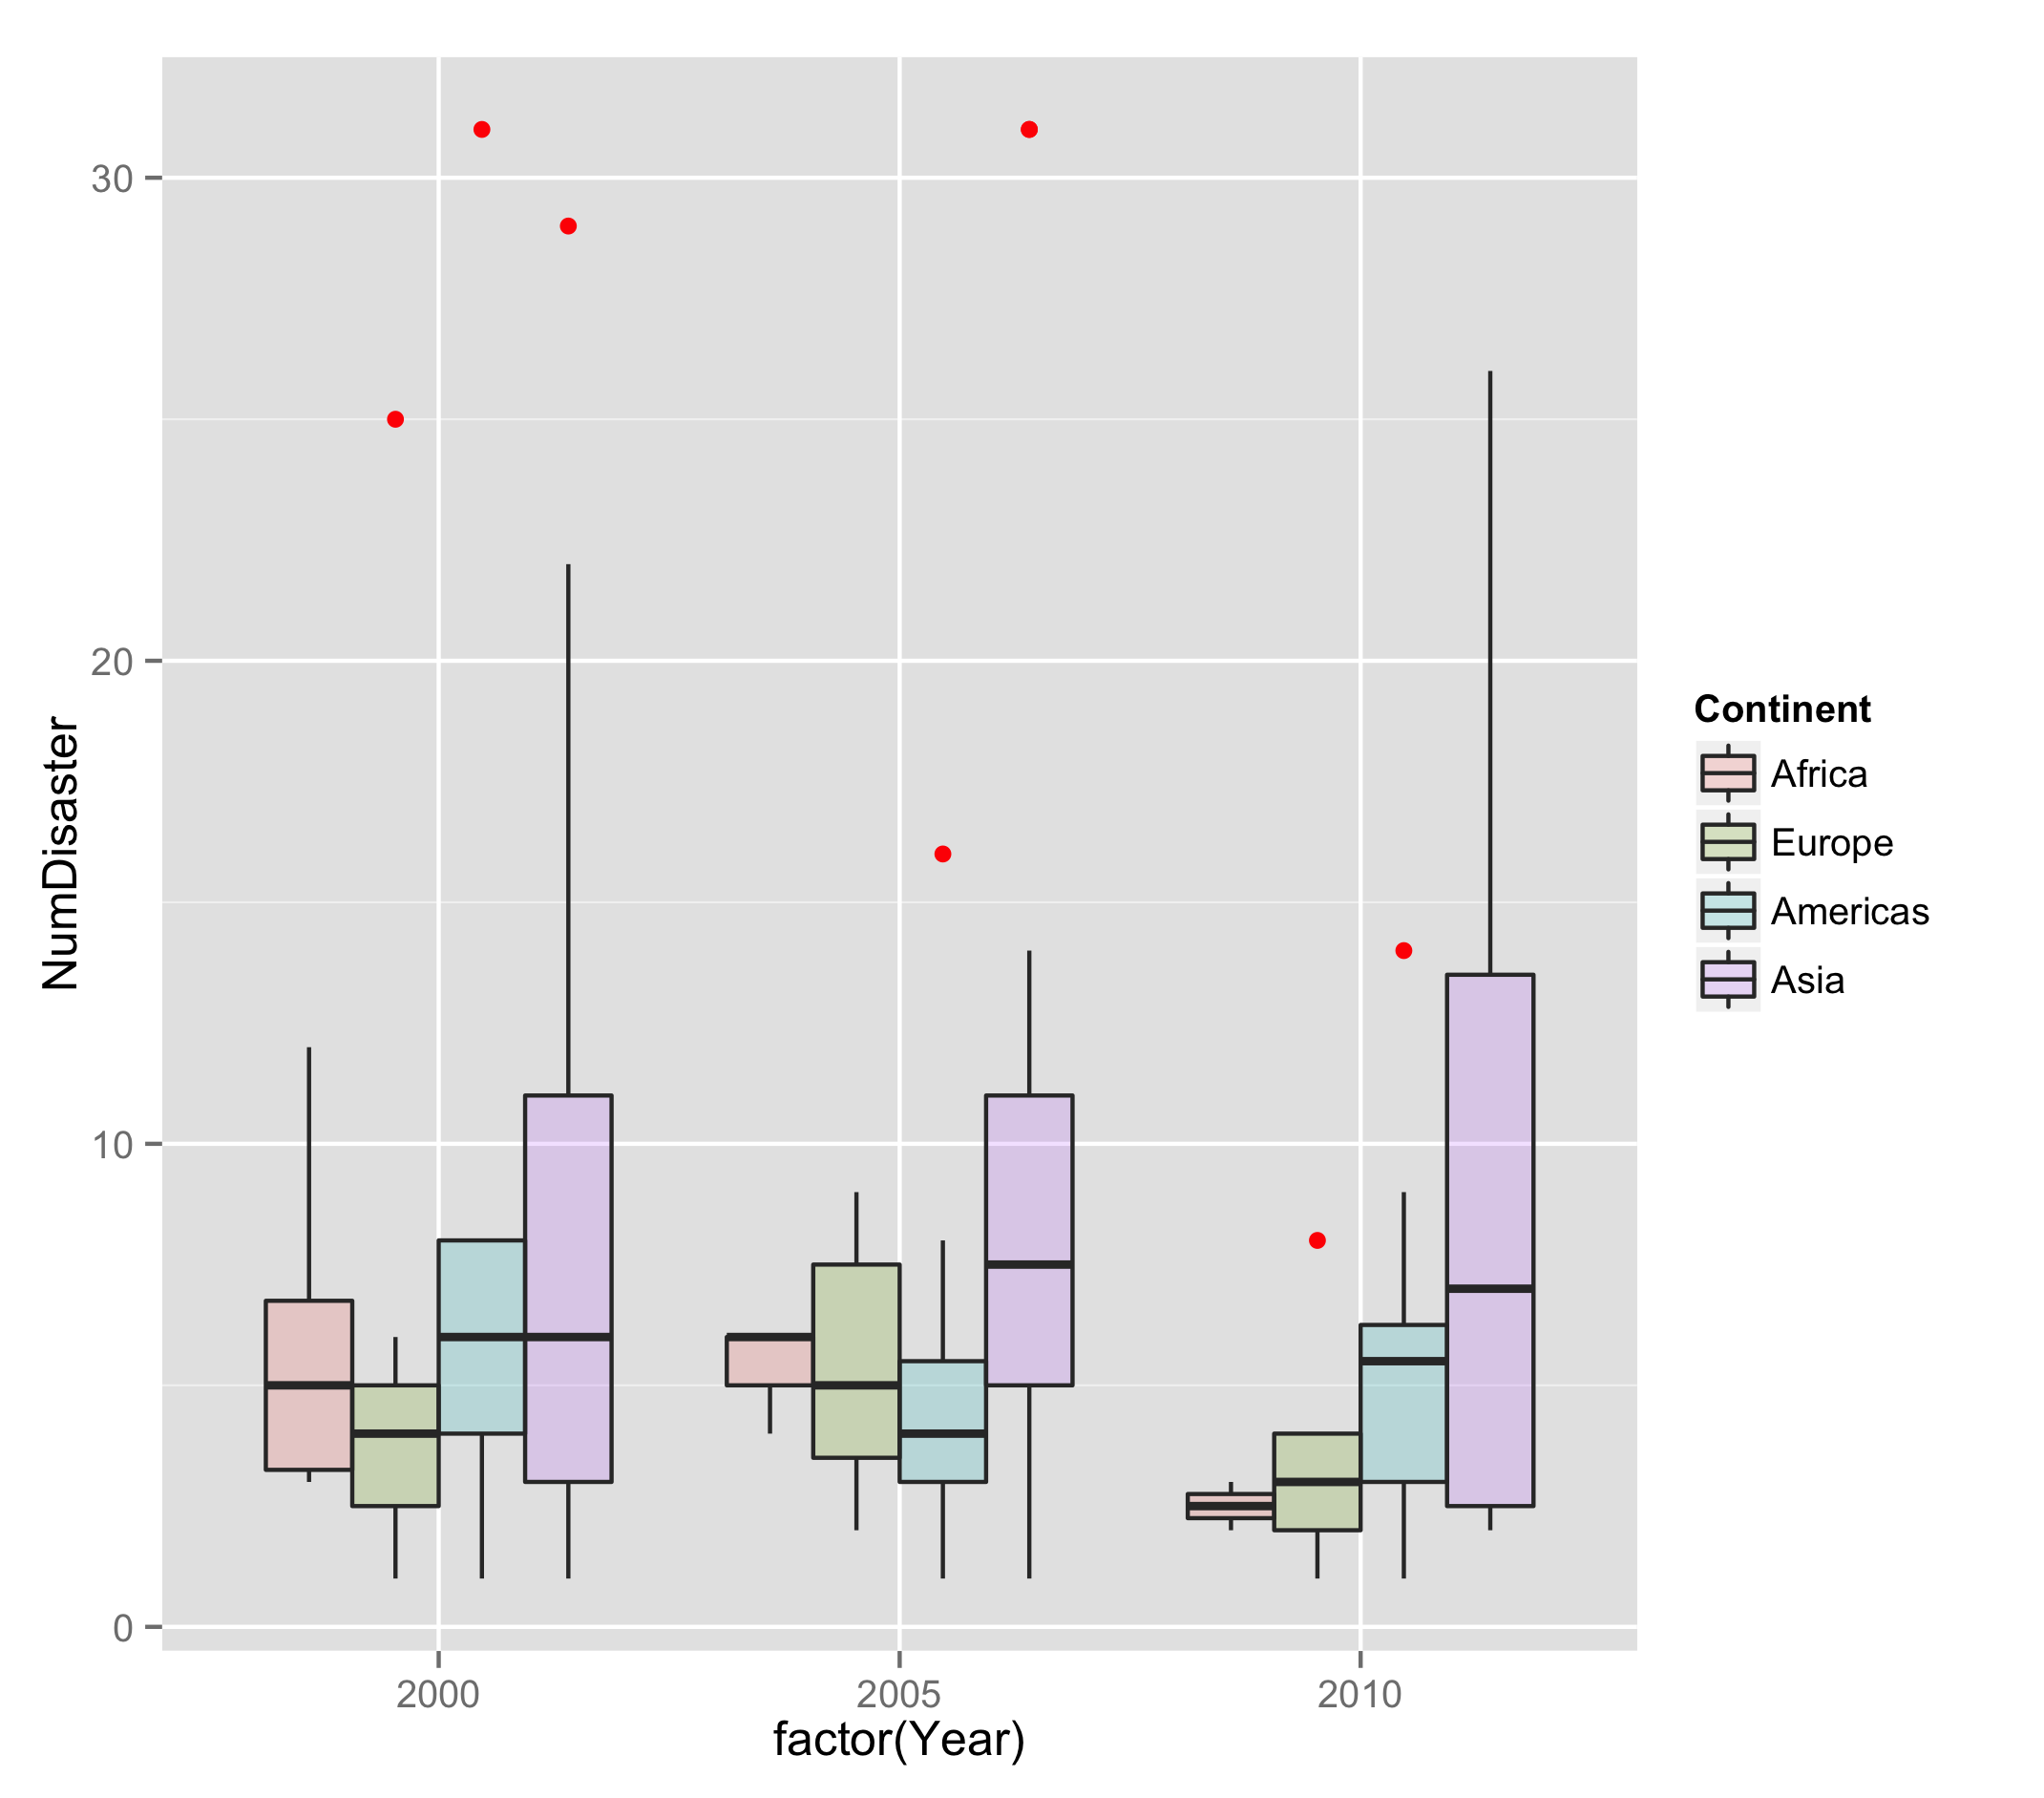 30
20
10
0
NumDisaster
2000
2005
2010
factor(Year)
Continent
Africa
Europe
Americas
Asia